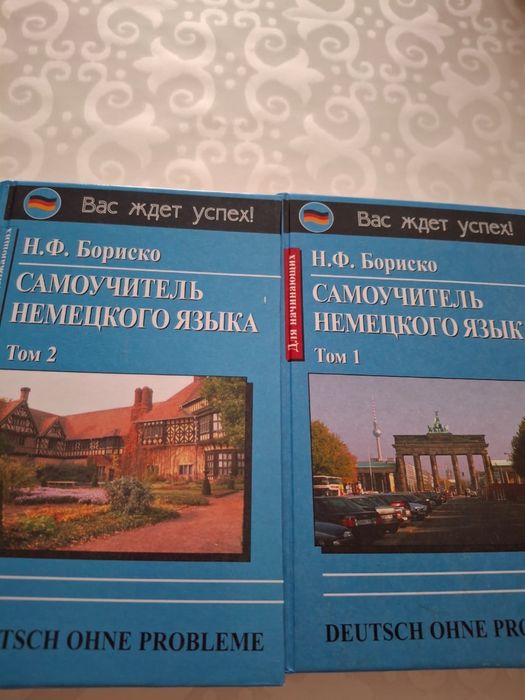 Вас ждет успех!
Н.Ф. Бориско
САМОУЧИТЕЛЬ
НЕМЕЦКОГО ЯЗЫКА
Том 2
TSCH OHNE PROBLEME
Вас ждет успех!
Для начинающих
Н.Ф. Бориско
САМОУЧИТЕЛЬ
НЕМЕЦКОГО ЯЗЫК
Том 1
DEUTSCH OHNE PRO